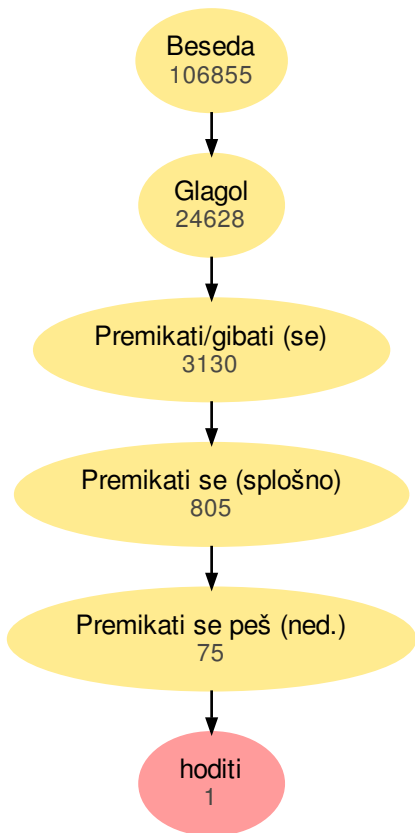 Beseda
106855
Glagol
24628
Premikati/gibati (se)
3130
Premikati se (splošno)
805
Premikati se peš (ned.)
75
hoditi
1